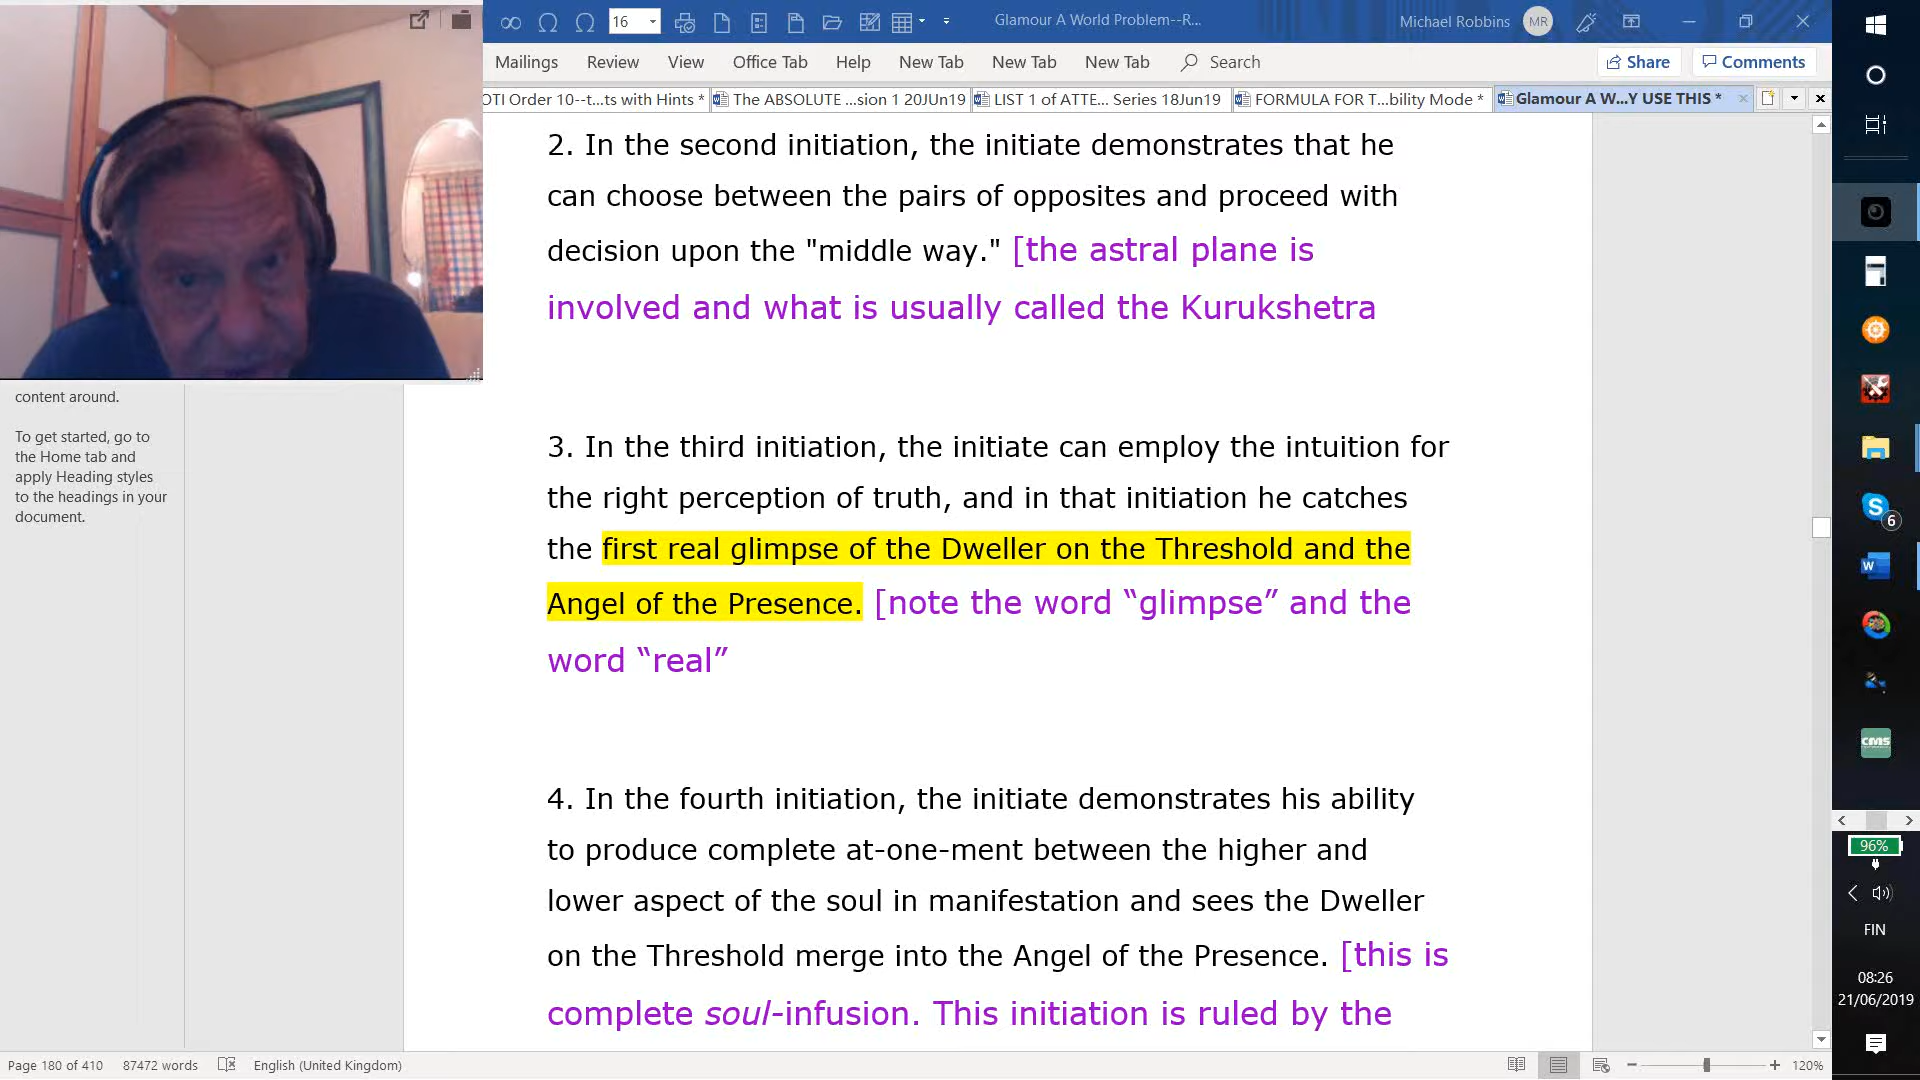 16
Glamour A World Problem--R...
Michael Robbins
MR
Mailings
Review
View
Office Tab
Help
New Tab
New Tab
New Tab
Search
Share
Comments
OTI Order 10--t...ts with Hints *
The ABSOLUTE ...sion 1 20JUn19
LIST 1 of ATTE... Series 18Jun19
FORMULA FOR T...bility Mode *
Glamour A W...Y USE THIS *
2. In the second initiation, the initiate demonstrates that he
can choose between the pairs of opposites and proceed with
decision upon the "middle way." [the astral plane is
involved and what is usually called the Kurukshetra
3. In the third initiation, the initiate can employ the intuition for
the right perception of truth, and in that initiation he catches
the first real glimpse of the Dweller on the Threshold and the
Angel of the Presence. [note the word “glimpse” and the
word “real”
4. In the fourth initiation, the initiate demonstrates his ability
to produce complete at-one-ment between the higher and
lower aspect of the soul in manifestation and sees the Dweller
on the Threshold merge into the Angel of the Presence. [this is
complete soul-infusion. This initiation is ruled by the
content around.
To get started, go to
the Home tab and
apply Heading styles
to the headings in your
document.
6
CMS
96%
FIN
08:26
21/06/2019
Page 180 of 410
87472 words
English (United Kingdom)
120%